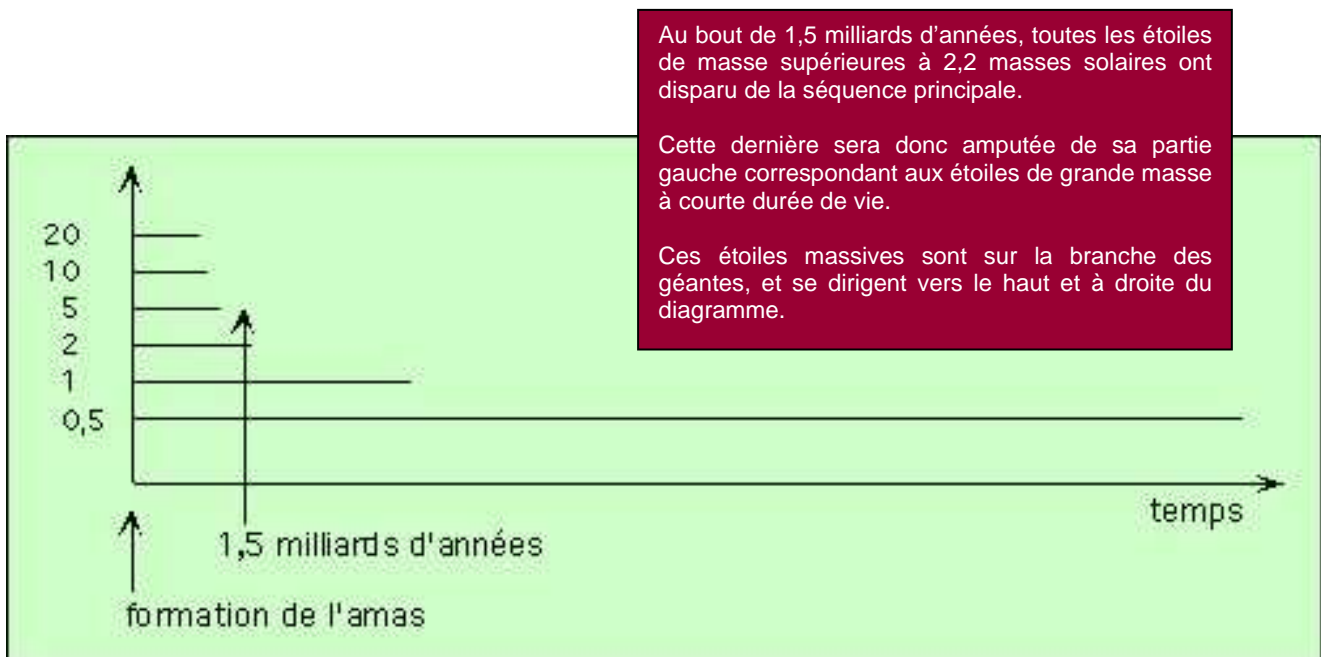 Au bout de 1,5 milliards d’années, toutes les étoiles
de masse supérieures à 2,2 masses solaires ont
disparu de la séquence principale.
Cette dernière sera donc amputée de sa partie
gauche correspondant aux étoiles de grande masse
à courte durée de vie.
Ces étoiles massives sont sur la branche des
géantes, et se dirigent vers le haut et à droite du
diagramme.
20
10
5
2
1
0,5
temps
1,5 milliards d'années
formation de l'amas